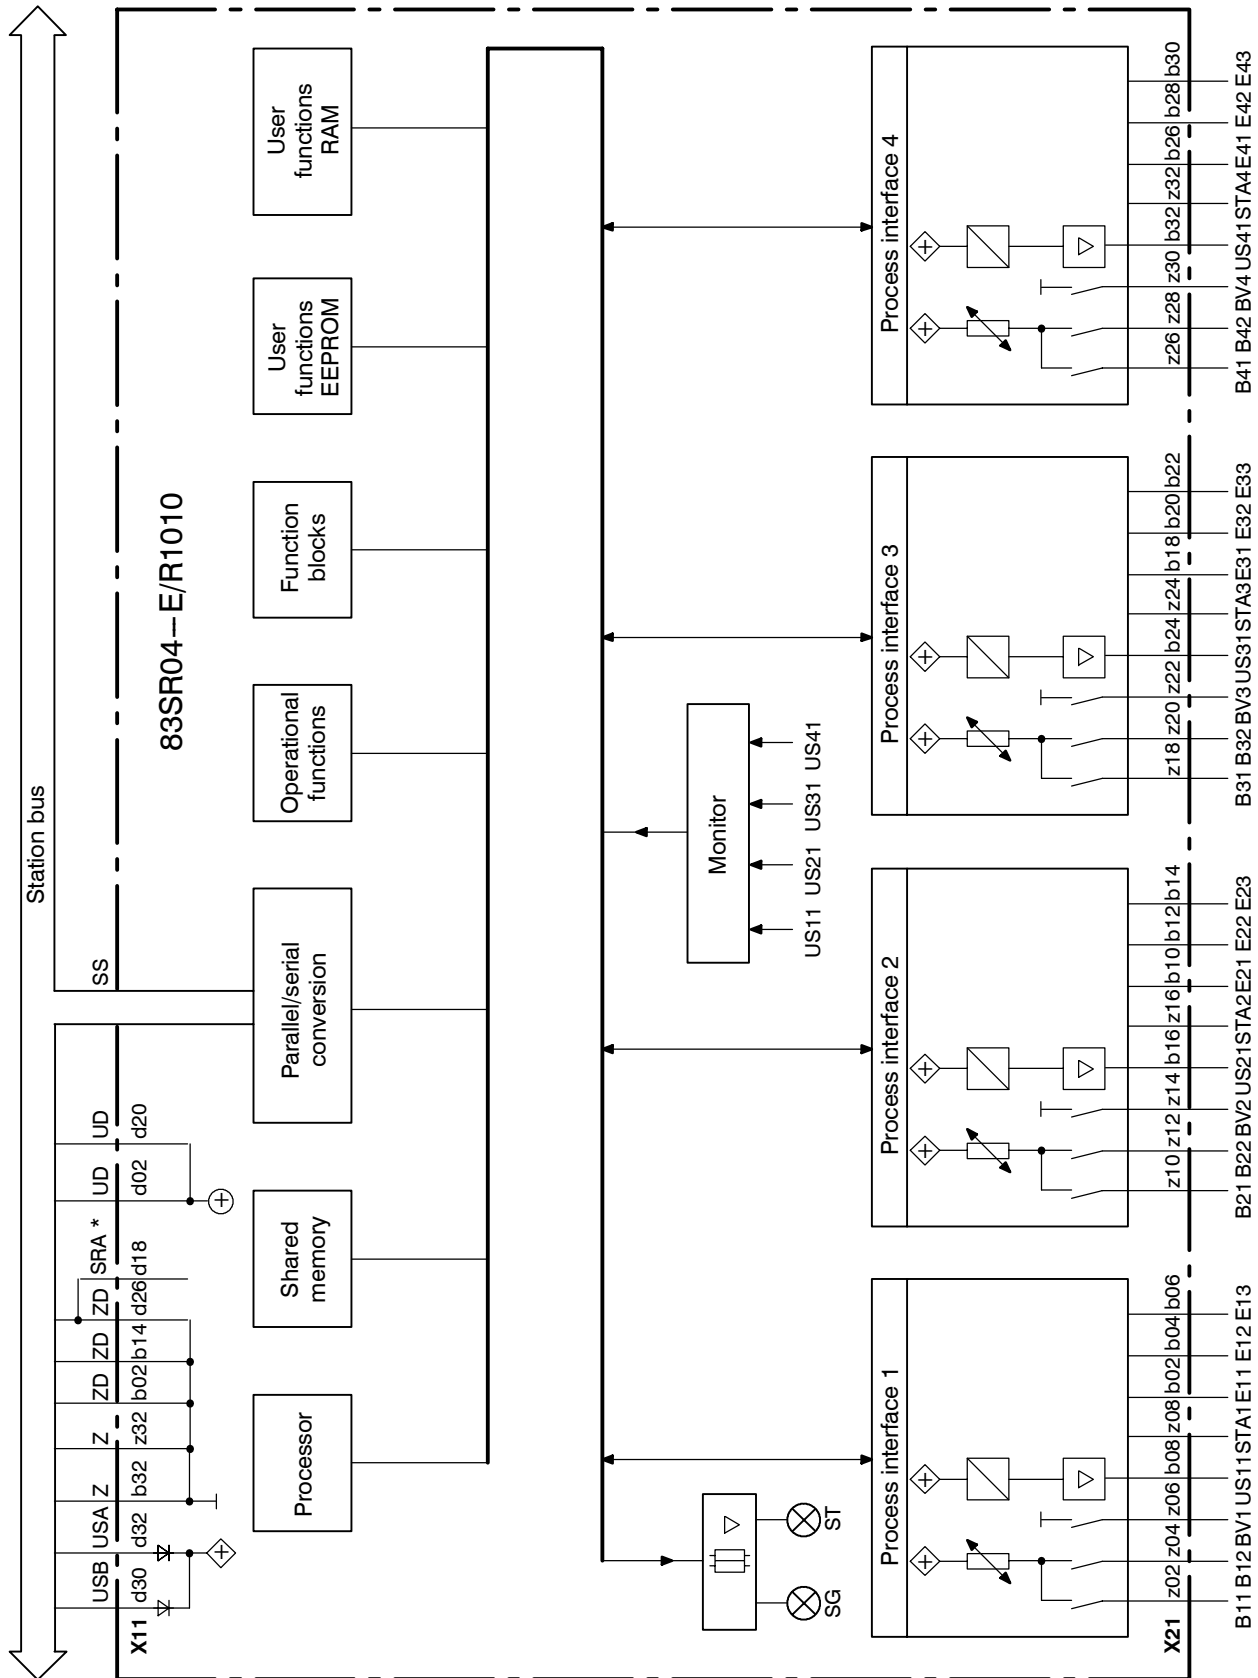 Station bus
USB USA Z Z ZD ZD ZD SRA * UD UD SS
X11 d30 d32 b32 z32 b02 b14 d26 d18 d02 d20
83SR04-E/R1010
Processor
Shared
memory
Parallel/serial
conversion
Operational
functions
Function
blocks
User
functions
EEPROM
User
functions
RAM
SG ST
Monitor
US11 US21 US31 US41
Process interface 1
Process interface 2
Process interface 3
Process interface 4
X21 z02 z04 z06 b08 z08 b02 b04 b06 z10 z12 z14 b16 z16 b10 b12 b14 z18 z20 z22 b24 z24 b18 b20 b22 z26 z28 z30 b32 z32 b26 b28 b30
B11 B12 BV1 US11 STA1 E11 E12 E13 B21 B22 BV2 US21 STA2 E21 E22 E23 B31 B32 BV3 US31 STA3 E31 E32 E33 B41 B42 BV4 US41 STA4 E41 E42 E43